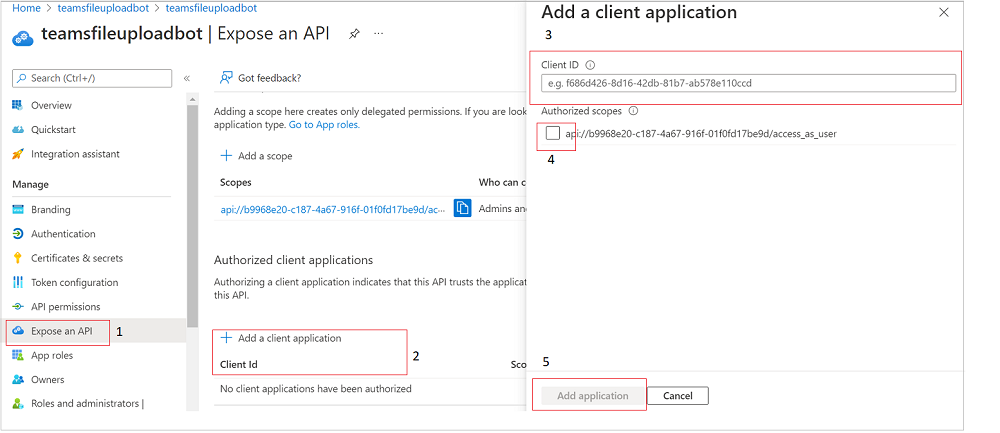 Home > teamsfileuploadbot > teamsfileuploadbot
teamsfileuploadbot | Expose an API
Search (Ctrl+/)
«
Overview
Quickstart
Integration assistant
Manage
Branding
Authentication
Certificates & secrets
Token configuration
API permissions
Expose an API 1
App roles
Owners
Roles and administrators |
Got feedback?
Adding a scope here creates only delegated permissions. If you are look
application type. Go to App roles.
+ Add a scope
Scopes Who can c
api://b9968e20-c187-4a67-916f-01f0fd17be9d/ac... Admins an
Authorized client applications
Authorizing a client application indicates that this API trusts the applica
this API.
+ Add a client application
2
Client Id Sco
No client applications have been authorized
Add a client application
3
Client ID
e.g. f686d426-8d16-42db-81b7-ab578e110ccd
Authorized scopes
api://b9968e20-c187-4a67-916f-01f0fd17be9d/access_as_user
4
5
Add application Cancel